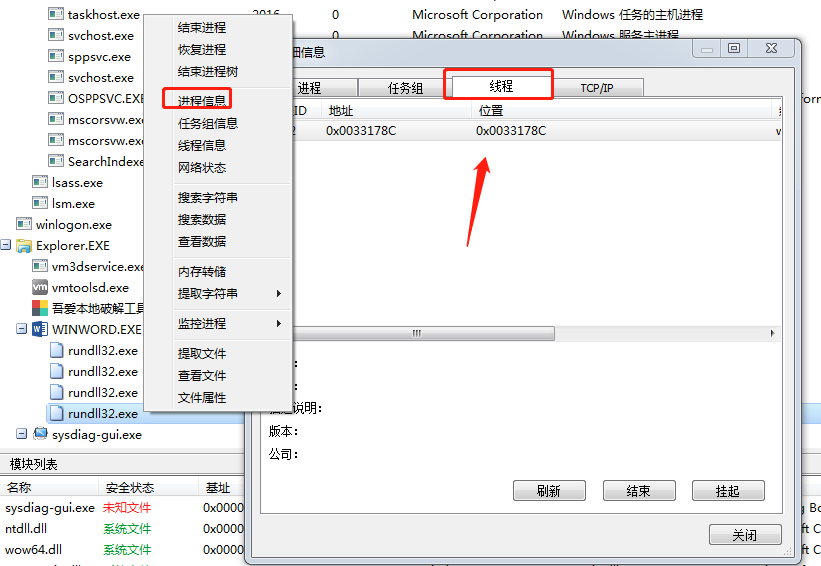 taskhost.exe 2016 0 Microsoft Corporation Windows 任务的主机进程
svchost.exe 0 Microsoft Corporation Windows 服务主进程
sppsvc.exe
svchost.exe
OSPPSVC.EXE
mscorsvw.exe
mscorsvw.exe
SearchIndexe
lsass.exe
lsm.exe
winlogon.exe
Explorer.EXE
vm3dservice.exe
vmtoolsd.exe
吾爱本地破解工具
WINWORD.EXE
rundll32.exe
rundll32.exe
rundll32.exe
rundll32.exe
sysdiag-gui.exe
结束进程
恢复进程
结束进程树
进程信息
任务组信息
线程信息
网络状态
搜索字符串
搜索数据
查看数据
内存转储
提取字符串
监控进程
提取文件
查看文件
文件属性
细信息
进程 任务组 线程 TCP/IP
ID 地址 位置
2 0x0033178C 0x0033178C
描述说明：
版本：
公司：
刷新 结束 挂起
关闭
模块列表
名称 安全状态 基址
sysdiag-gui.exe 未知文件 0x0000
ntdll.dll 系统文件 0x0000
wow64.dll 系统文件 0x0000